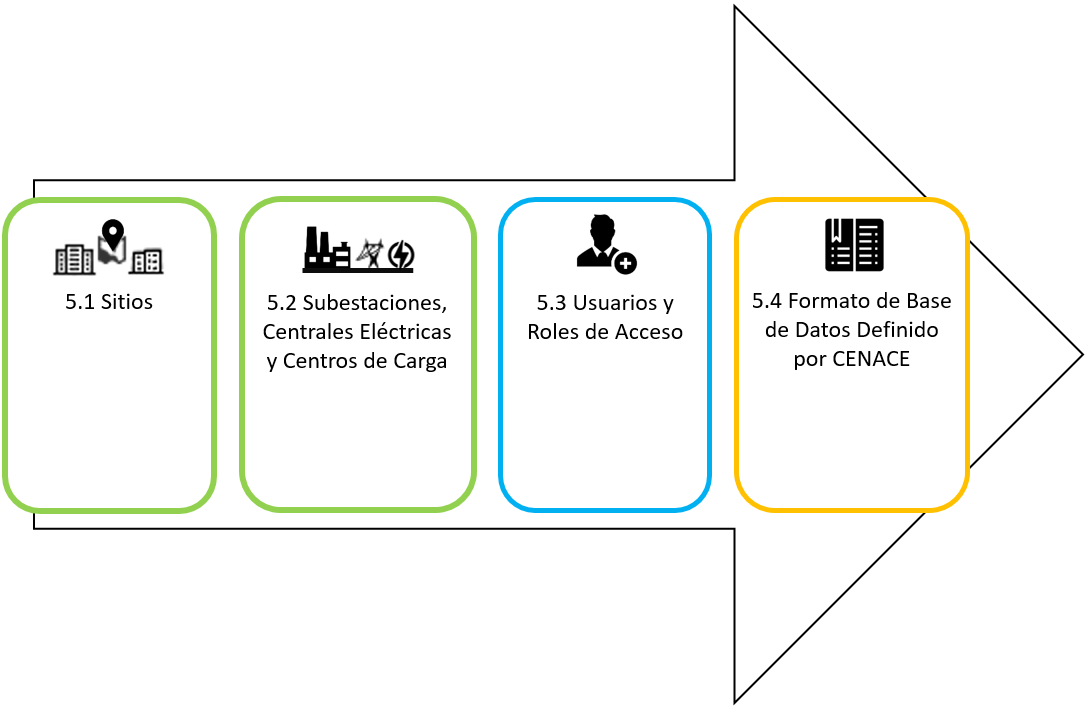 5.1 Sitios
5.2 Subestaciones,
Centrales Eléctricas
y Centros de Carga
5.3 Usuarios y
Roles de Acceso
5.4 Formato de Base
de Datos Definido
por CENACE